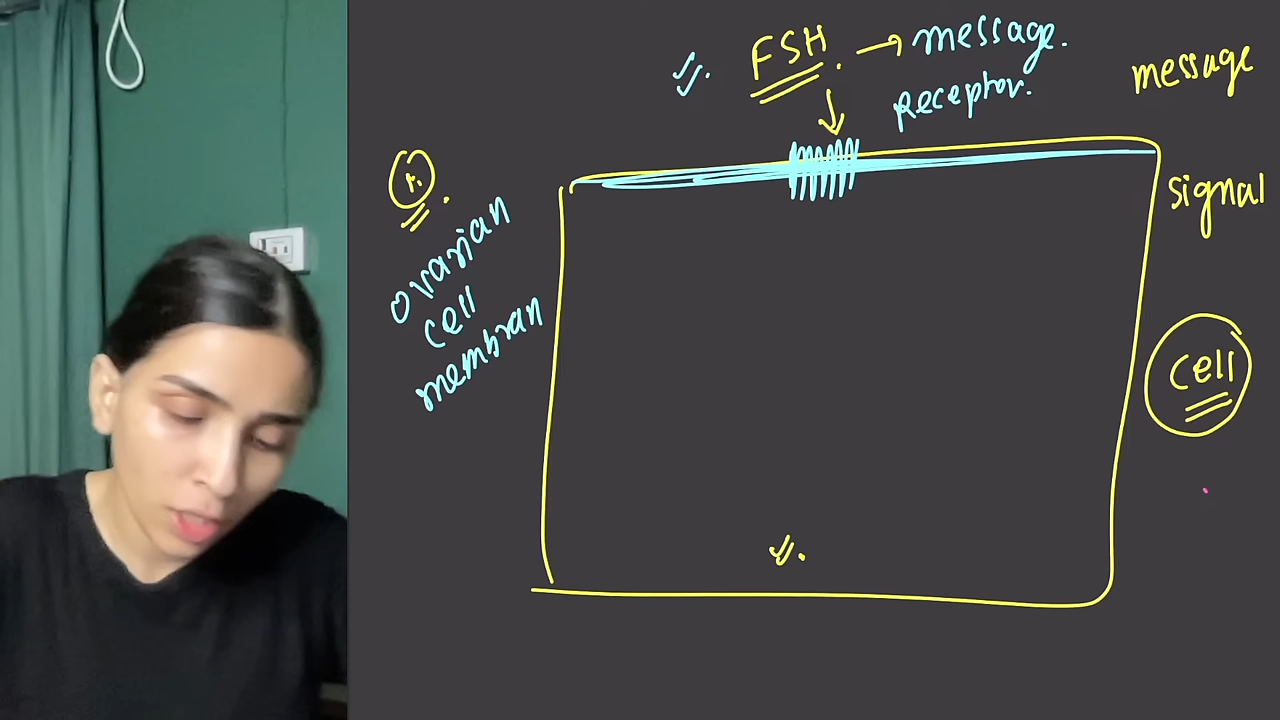 FSH. → message.
receptor.
message
signal
ovarian
cell
membran
cell